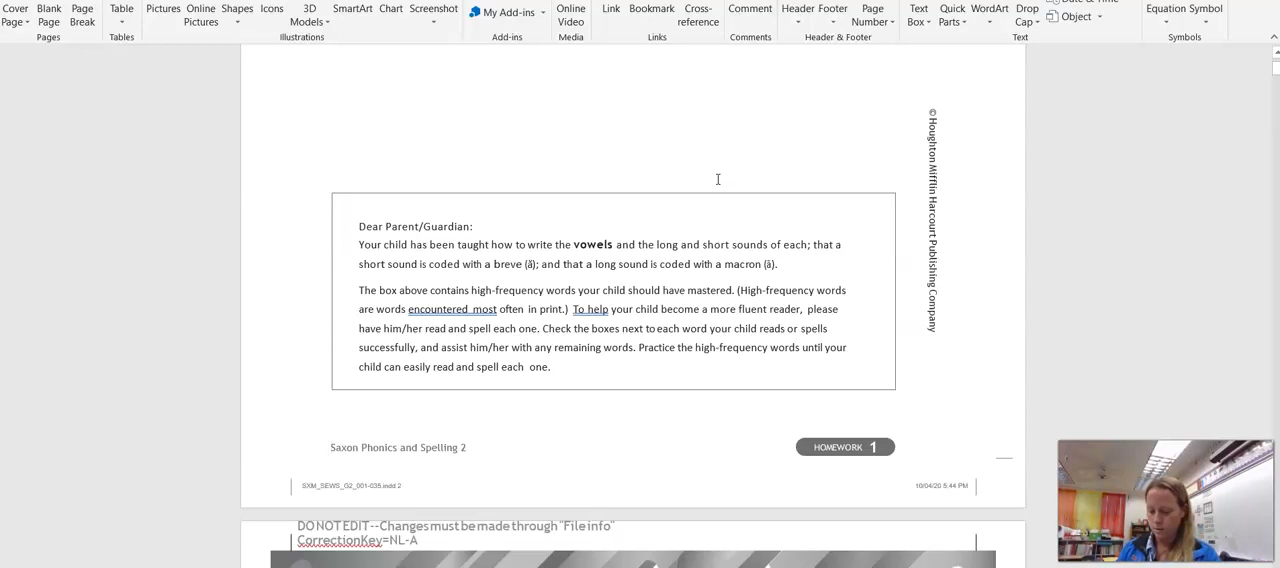 Cover Blank Page Table Pictures Online Shapes Icons 3D SmartArt Chart Screenshot My Add-ins Online Link Bookmark Cross- Comment Header Footer Page Text Quick WordArt Drop Object Equation Symbol
Page Page Break Pictures Models Video reference Number Box Parts Cap
Pages Tables Illustrations Add-ins Media Links Comments Header & Footer Text Symbols
© Houghton Mifflin Harcourt Publishing Company
Dear Parent/Guardian:
Your child has been taught how to write the vowels and the long and short sounds of each; that a
short sound is coded with a breve (ă); and that a long sound is coded with a macron (ā).
The box above contains high-frequency words your child should have mastered. (High-frequency words
are words encountered most often in print.) To help your child become a more fluent reader, please
have him/her read and spell each one. Check the boxes next to each word your child reads or spells
successfully, and assist him/her with any remaining words. Practice the high-frequency words until your
child can easily read and spell each one.
Saxon Phonics and Spelling 2
HOMEWORK 1
SXM_SEWS_G2_001-035.indd 2
10/04/20 5:44 PM
DO NOT EDIT--Changes must be made through "File info"
CorrectionKey=NL-A